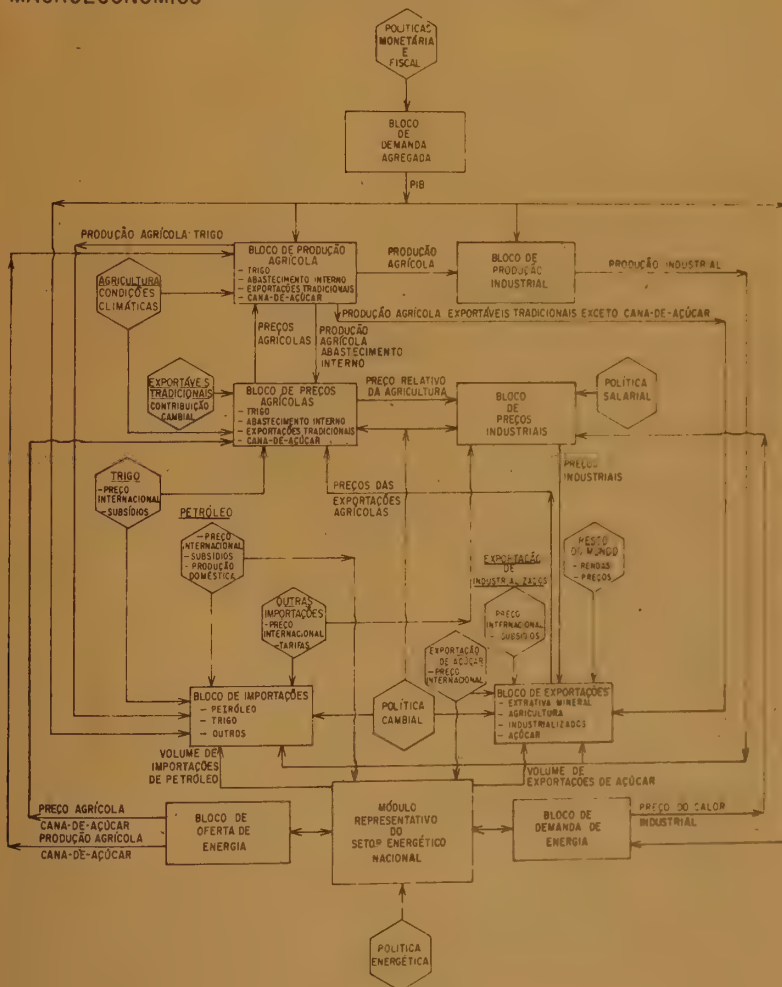 MACROECONÔMICO
POLÍTICAS
MONETÁRIA
E
FISCAL
BLOCO
DE
DEMANDA
AGREGADA
PIB
PRODUÇÃO AGRÍCOLA: TRIGO
BLOCO DE PRODUÇÃO
AGRÍCOLA
- TRIGO
- ABASTECIMENTO INTERNO
- EXPORTAÇÕES TRADICIONAIS
- CANA-DE-AÇÚCAR
PRODUÇÃO
AGRÍCOLA
BLOCO DE
PRODUÇÃO
INDUSTRIAL
PRODUÇÃO INDUSTRIAL
AGRICULTURA
CONDIÇÕES
CLIMÁTICAS
PRODUÇÃO AGRÍCOLA EXPORTÁVEIS TRADICIONAIS EXCETO CANA-DE-AÇÚCAR
PREÇOS
AGRÍCOLAS
PRODUÇÃO
AGRÍCOLA
ABASTECIMENTO
INTERNO
EXPORTÁVEIS
TRADICIONAIS
CONTRIBUIÇÃO
CAMBIAL
BLOCO DE PREÇOS
AGRÍCOLAS
- TRIGO
- ABASTECIMENTO INTERNO
- EXPORTAÇÕES TRADICIONAIS
- CANA-DE-AÇÚCAR
PREÇO RELATIVO
DA AGRICULTURA
BLOCO
DE
PREÇOS
INDUSTRIAIS
POLÍTICA
SALARIAL
TRIGO
-PREÇO
INTERNACIONAL
-SUBSÍDIOS
PREÇOS DAS
EXPORTAÇÕES
AGRÍCOLAS
PREÇOS
INDUSTRIAIS
PETRÓLEO
- PREÇO
INTERNACIONAL
- SUBSÍDIOS
- PRODUÇÃO
DOMÉSTICA
EXPORTAÇÃO
DE
INDUSTRIALIZADOS
PREÇO
INTERNACIONAL
- SUBSÍDIOS
RESTO
DO MUNDO
- RENDAS
- PREÇOS
OUTRAS
IMPORTAÇÕES
- PREÇO
INTERNACIONAL
-TARIFAS
EXPORTAÇÃO
DE AÇÚCAR
- PREÇO
INTERNACIONAL
BLOCO DE IMPORTAÇÕES
- PETRÓLEO
- TRIGO
- OUTROS
POLÍTICA
CAMBIAL
BLOCO DE EXPORTAÇÕES
- EXTRATIVA MINERAL
- AGRICULTURA
- INDUSTRIALIZADOS
- AÇÚCAR
VOLUME DE
IMPORTAÇÕES
DE PETRÓLEO
VOLUME DE
EXPORTAÇÕES DE AÇÚCAR
PREÇO AGRÍCOLA
CANA-DE-AÇÚCAR
PRODUÇÃO AGRÍCOLA
CANA-DE-AÇÚCAR
BLOCO DE
OFERTA DE
ENERGIA
MÓDULO
REPRESENTATIVO
DO
SETOR ENERGÉTICO
NACIONAL
BLOCO DE
DEMANDA DE
ENERGIA
PREÇO DO CALOR
INDUSTRIAL
POLÍTICA
ENERGÉTICA